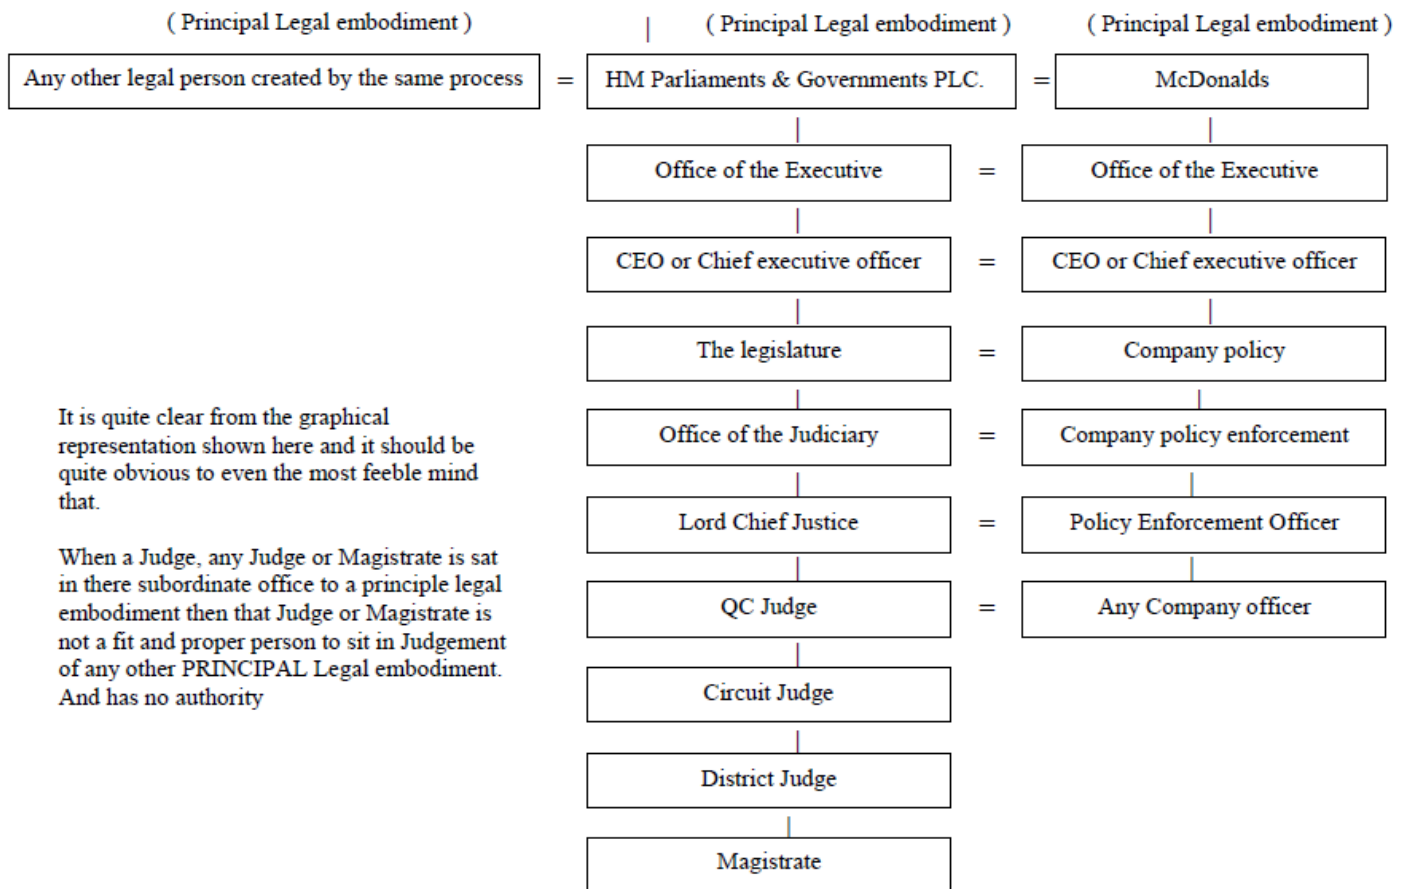 ( Principal Legal embodiment ) | ( Principal Legal embodiment ) ( Principal Legal embodiment )
Any other legal person created by the same process = HM Parliaments & Governments PLC. = McDonalds
Office of the Executive = Office of the Executive
CEO or Chief executive officer = CEO or Chief executive officer
The legislature = Company policy
Office of the Judiciary = Company policy enforcement
Lord Chief Justice = Policy Enforcement Officer
QC Judge = Any Company officer
Circuit Judge
District Judge
Magistrate
It is quite clear from the graphical
representation shown here and it should be
quite obvious to even the most feeble mind
that.
When a Judge, any Judge or Magistrate is sat
in there subordinate office to a principle legal
embodiment then that Judge or Magistrate is
not a fit and proper person to sit in Judgement
of any other PRINCIPAL Legal embodiment.
And has no authority